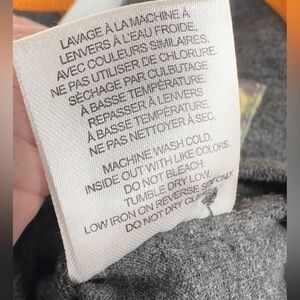 LAVAGE À LA MACHINE À
L'ENVERS À L'EAU FROIDE,
AVEC COULEURS SIMILAIRES.
NE PAS UTILISER DE CHLORURE.
SÉCHAGE PAR CULBUTAGE
À BASSE TEMPÉRATURE.
REPASSER À L'ENVERS
À BASSE TEMPÉRATURE.
NE PAS NETTOYER À SEC.
MACHINE WASH COLD,
INSIDE OUT WITH LIKE COLORS.
DO NOT BLEACH
TUMBLE DRY LOW.
LOW IRON ON REVERSE SIDE ONLY.
DO NOT DRY